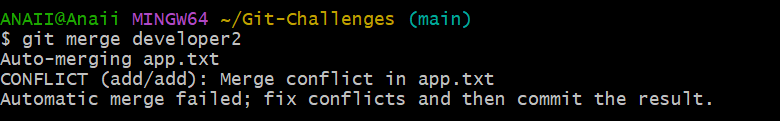 ANAII@Anaii MINGW64 ~/Git-Challenges (main)
$ git merge developer2
Auto-merging app.txt
CONFLICT (add/add): Merge conflict in app.txt
Automatic merge failed; fix conflicts and then commit the result.